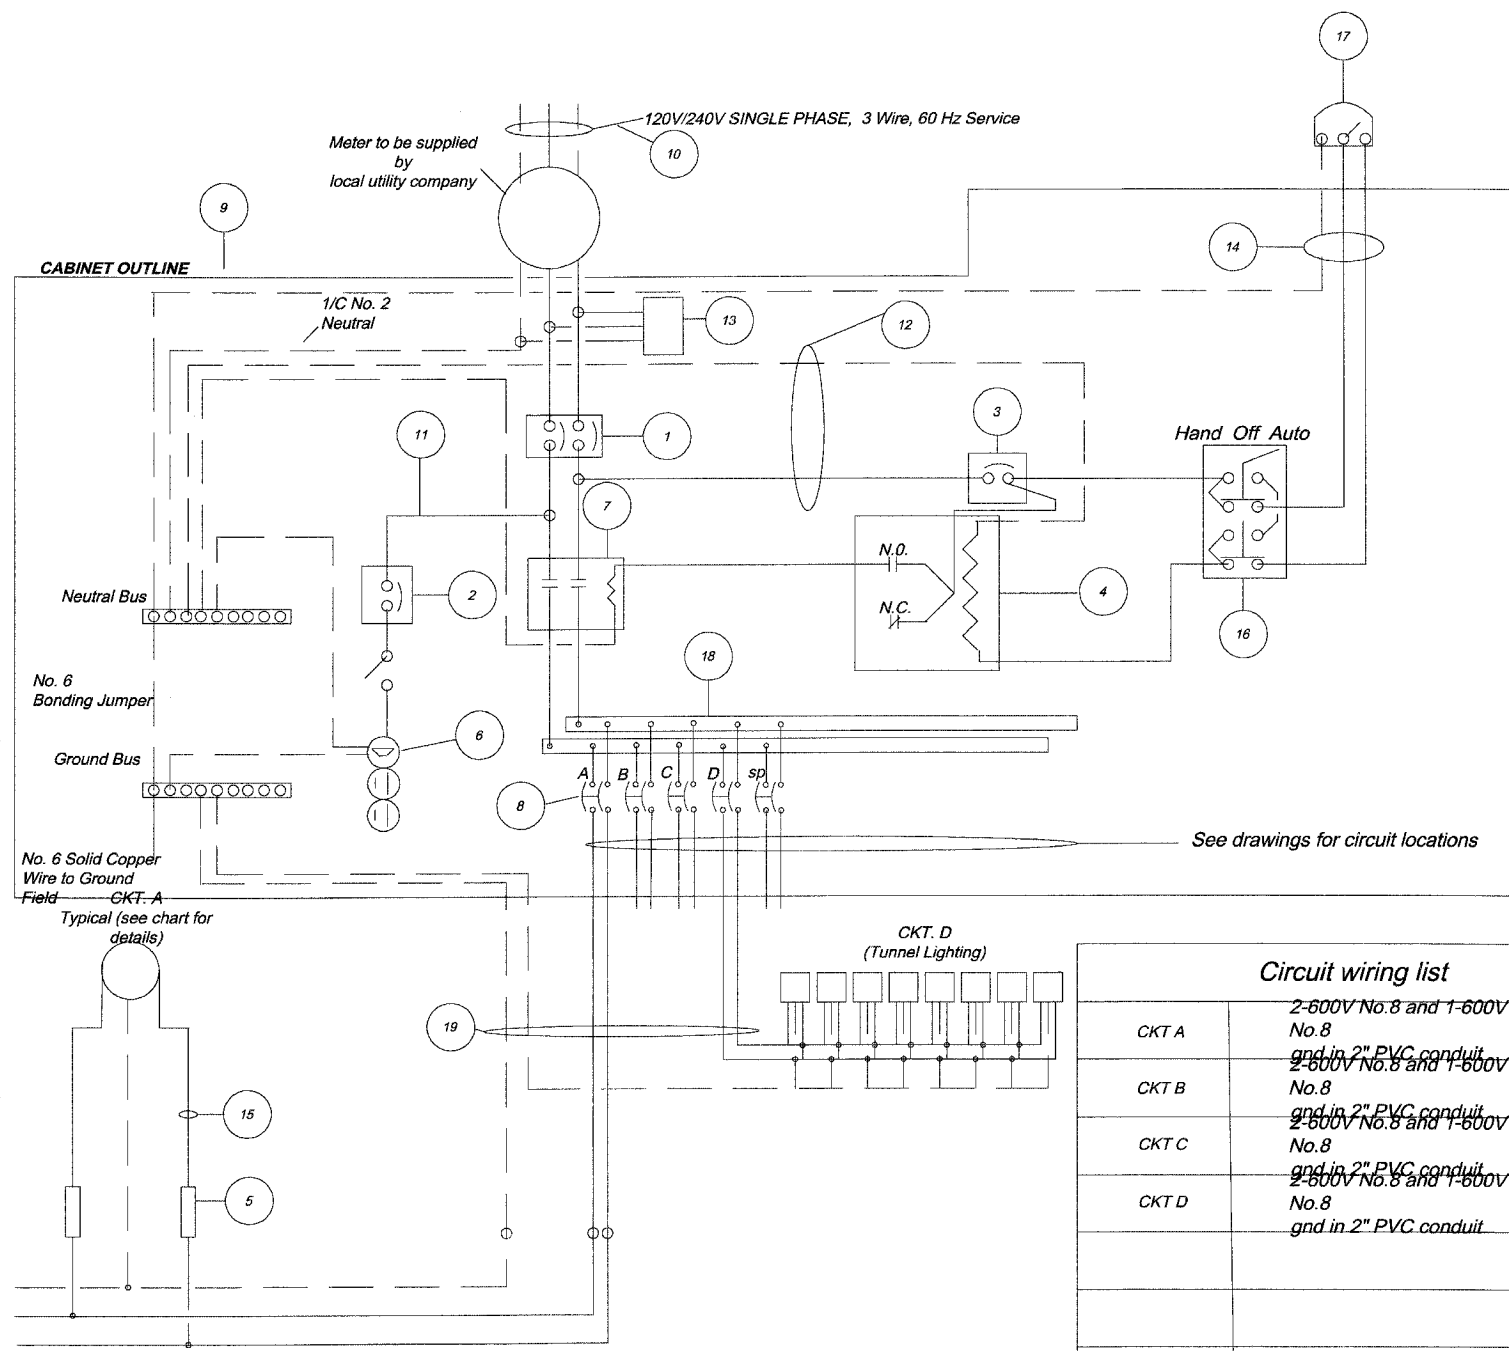 17
120V/240V SINGLE PHASE, 3 Wire, 60 Hz Service
Meter to be supplied
by
local utility company
10
9
14
CABINET OUTLINE
1/C No. 2
Neutral
13
12
3
11
1
Hand Off Auto
7
N.O.
N.C.
2
4
Neutral Bus
16
18
No. 6
Bonding Jumper
6
Ground Bus
A B C D sp
8
See drawings for circuit locations
No. 6 Solid Copper
Wire to Ground
Field
CKT. A
Typical (see chart for
details)
CKT. D
(Tunnel Lighting)
19
15
5
Circuit wiring list
CKT A
2-600V No.8 and 1-600V
No.8
gnd in 2" PVC conduit
CKT B
2-600V No.8 and 1-600V
No.8
gnd in 2" PVC conduit
CKT C
2-600V No.8 and 1-600V
No.8
gnd in 2" PVC conduit
CKT D
2-600V No.8 and 1-600V
No.8
gnd in 2" PVC conduit